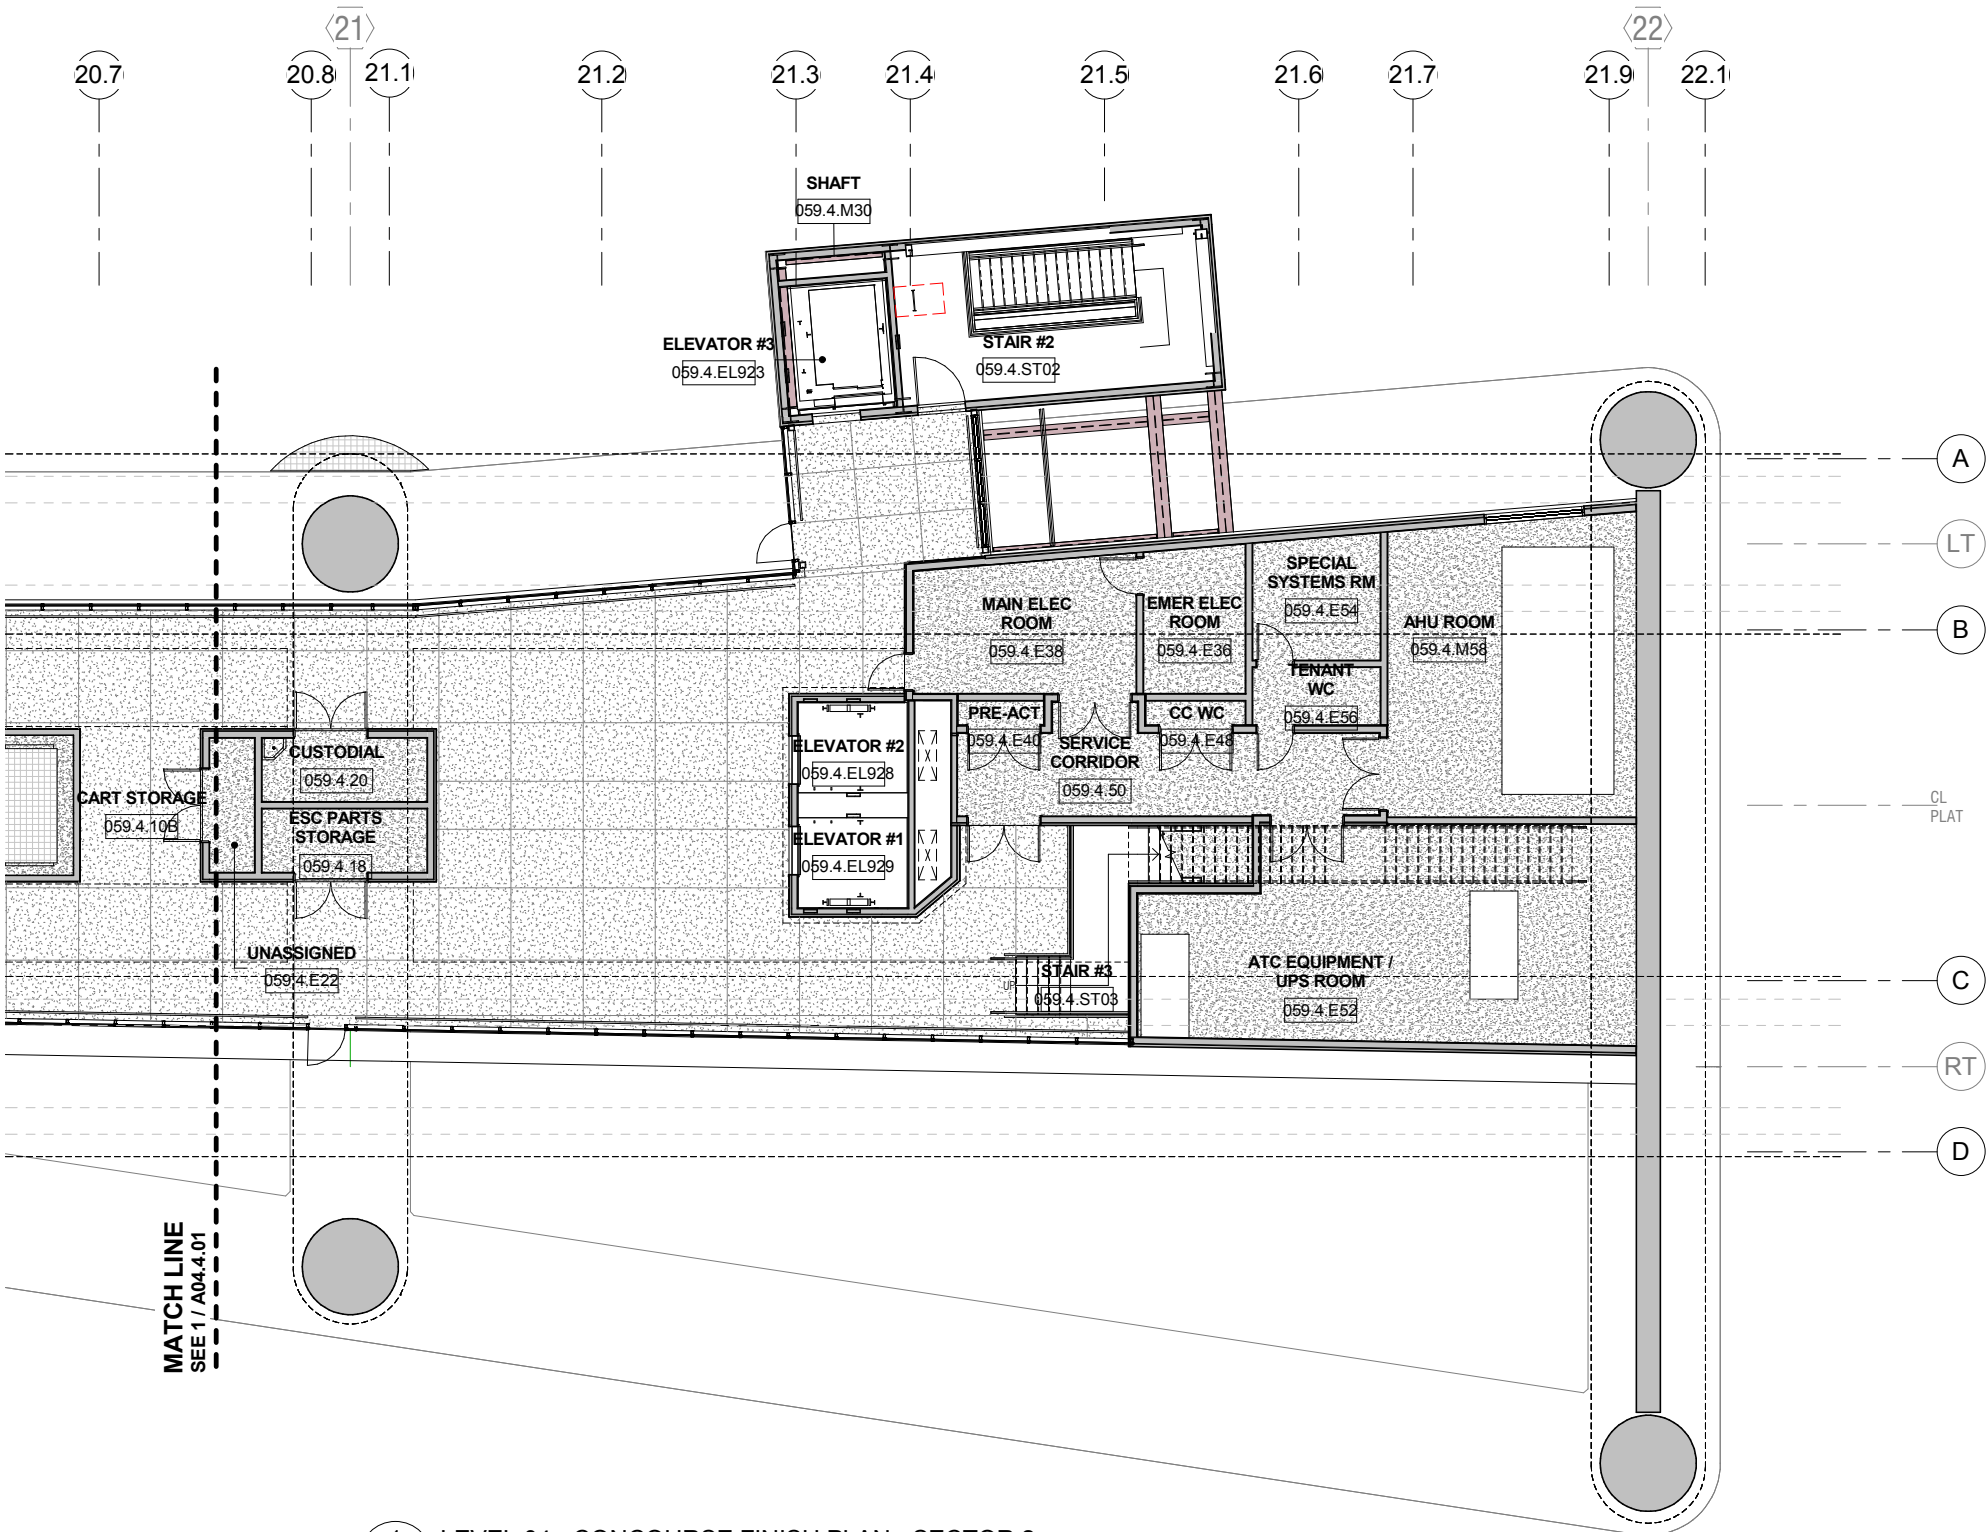 21
22
20.7
20.8
21.1
21.2
21.3
21.4
21.5
21.6
21.7
21.9
22.1
SHAFT
059.4.M30
ELEVATOR #3
059.4.EL923
STAIR #2
059.4.ST02
A
LT
B
CL
PLAT
C
RT
D
MAIN ELEC
ROOM
059.4.E38
EMER ELEC
ROOM
059.4.E36
SPECIAL
SYSTEMS RM
059.4.E54
AHU ROOM
059.4.M58
TENANT
WC
059.4.E56
PRE-ACT
059.4.E40
CC WC
059.4.E48
SERVICE
CORRIDOR
059.4.50
ELEVATOR #2
059.4.EL928
ELEVATOR #1
059.4.EL929
CUSTODIAL
059.4.20
CART STORAGE
059.4.10B
ESC PARTS
STORAGE
059.4.18
UNASSIGNED
059.4.E22
UP
STAIR #3
059.4.ST03
ATC EQUIPMENT /
UPS ROOM
059.4.E52
MATCH LINE
SEE 1 / A04.4.01